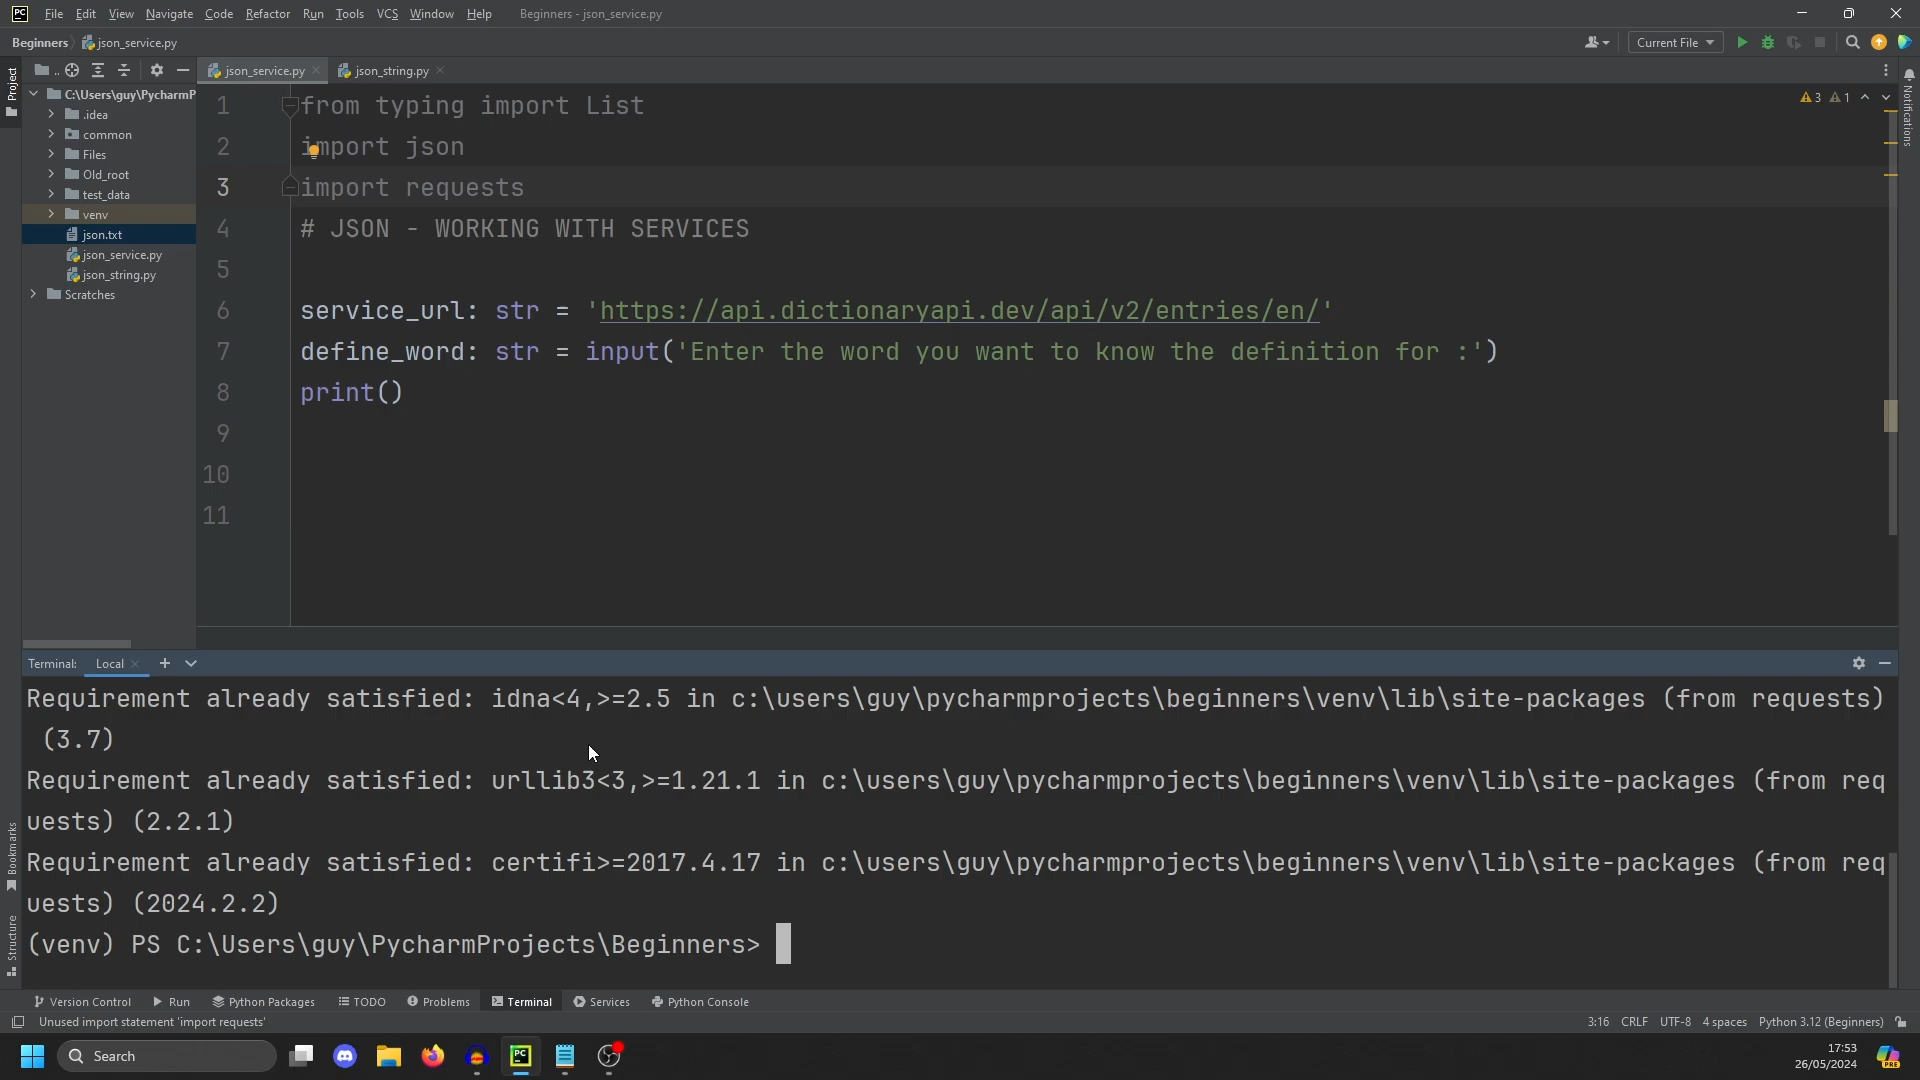 PC File Edit View Navigate Code Refactor Run Tools VCS Window Help Beginners - json_service.py
Beginners json_service.py Current File
Project
..
json_service.py json_string.py
C:\Users\guy\PycharmP
.idea
common
Files
Old_root
test_data
venv
json.txt
json_service.py
json_string.py
Scratches
3 1
Notifications
1 from typing import List
2 import json
3 import requests
4 # JSON - WORKING WITH SERVICES
5
6 service_url: str = 'https://api.dictionaryapi.dev/api/v2/entries/en/'
7 define_word: str = input('Enter the word you want to know the definition for :')
8 print()
9
10
11
Terminal: Local
Requirement already satisfied: idna<4,>=2.5 in c:\users\guy\pycharmprojects\beginners\venv\lib\site-packages (from requests)
(3.7)
Requirement already satisfied: urllib3<3,>=1.21.1 in c:\users\guy\pycharmprojects\beginners\venv\lib\site-packages (from req
uests) (2.2.1)
Requirement already satisfied: certifi>=2017.4.17 in c:\users\guy\pycharmprojects\beginners\venv\lib\site-packages (from req
uests) (2024.2.2)
(venv) PS C:\Users\guy\PycharmProjects\Beginners>
Bookmarks
Structure
Version Control Run Python Packages TODO Problems Terminal Services Python Console
Unused import statement 'import requests' 3:16 CRLF UTF-8 4 spaces Python 3.12 (Beginners)
Search PC 17:53
26/05/2024 PRE